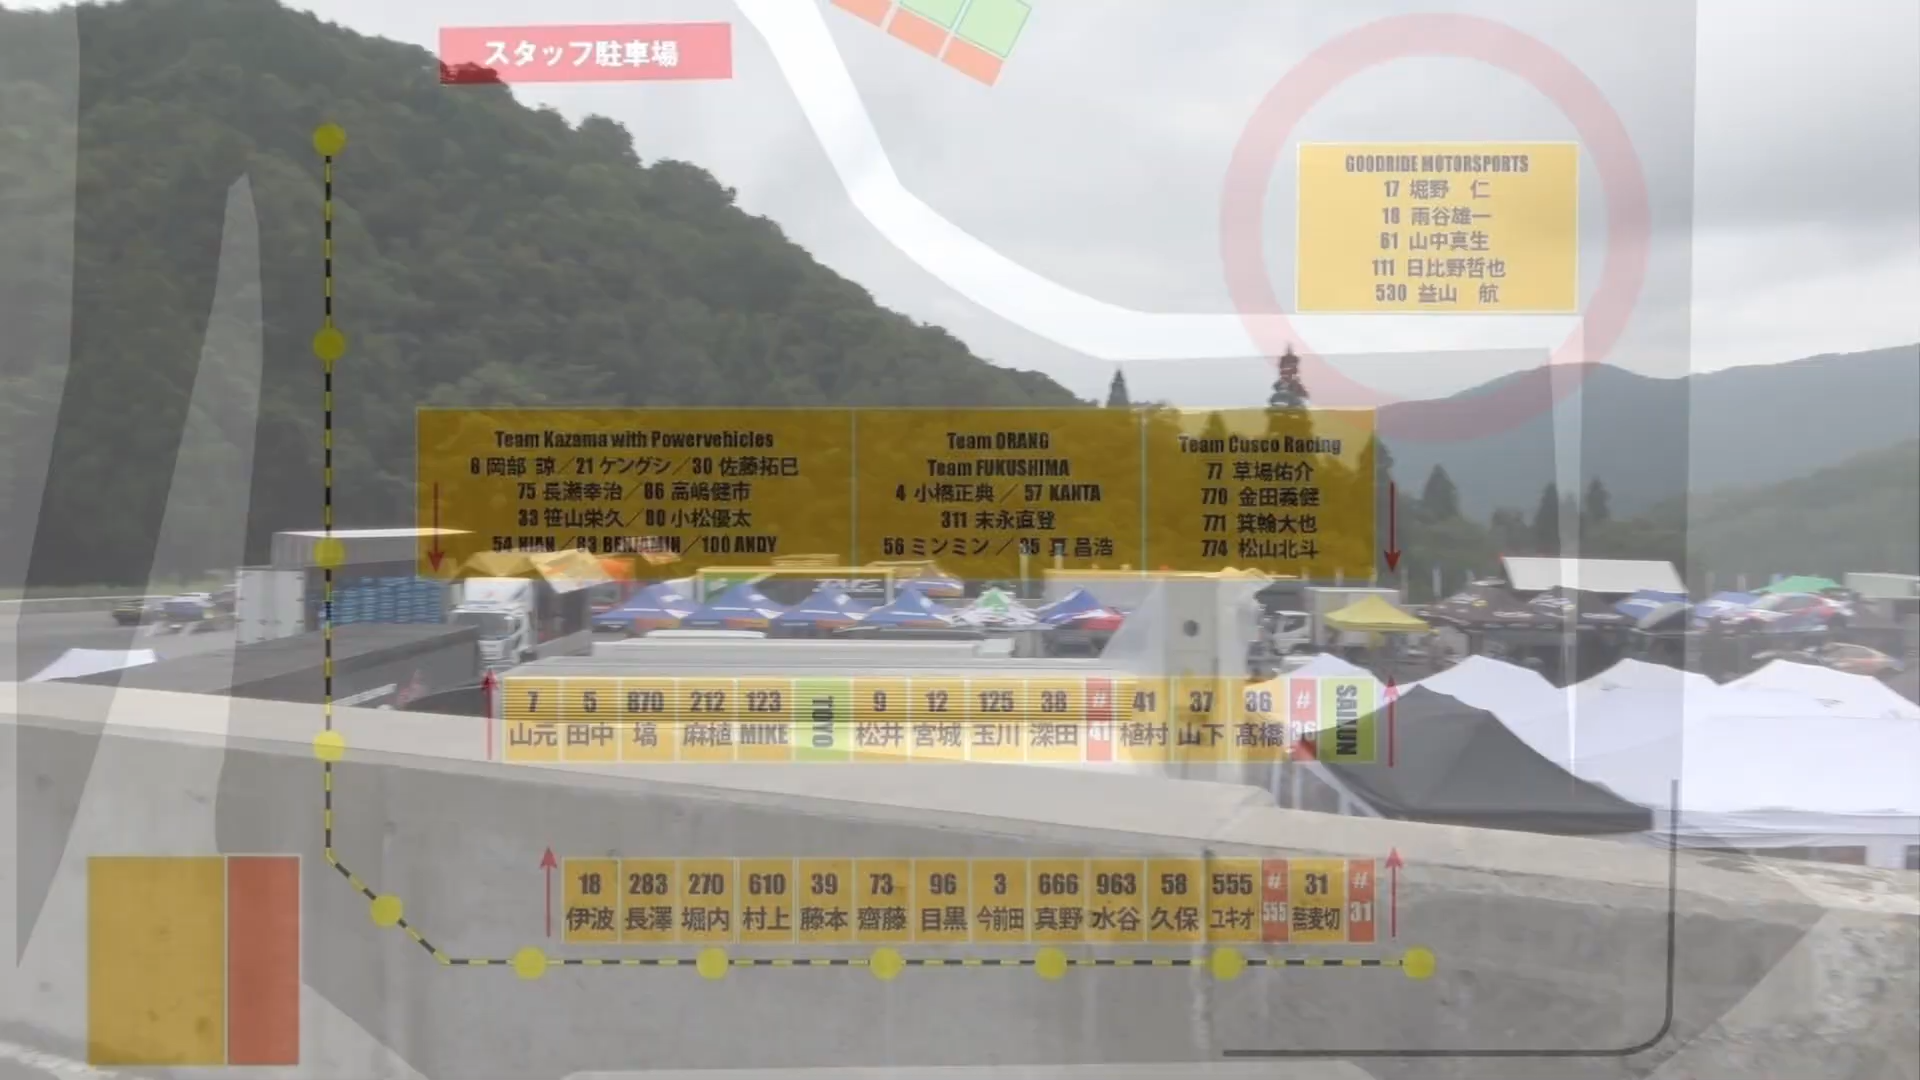 スタッフ駐車場
GOODRIDE MOTORSPORTS
17 堀野 仁
18 雨谷雄一
61 山中真生
111 日比野哲也
530 益山 航
Team Kazama with Powervehicles
6 岡部 諒／21 ケングシ／30 佐藤拓巳
75 長瀬幸治／86 高嶋健市
33 笹山栄久／80 小松優太
54 KIAN／83 BENJAMIN／100 ANDY
Team ORANG
Team FUKUSHIMA
4 小橋正典／57 KANTA
311 末永直登
56 ミンミン／35 夏 昌浩
Team Cusco Racing
77 草場佑介
770 金田義健
771 箕輪大也
774 松山北斗
7 5 870 212 123 TOYO 9 12 125 38 # 41 37 36 # SAILUN
山元 田中 塙 麻植 MIKE 松井 宮城 玉川 深田 41 植村 山下 髙橋 36
18 283 270 610 39 73 96 3 666 963 58 555 # 31 #
伊波 長澤 堀内 村上 藤本 齋藤 目黒 今前田 真野 水谷 久保 ユキオ 555 蕎麦切 31